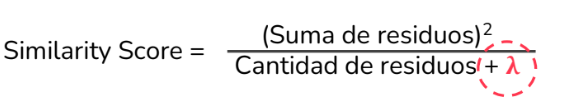 Similarity Score = (Suma de residuos)²
Cantidad de residuos + λ